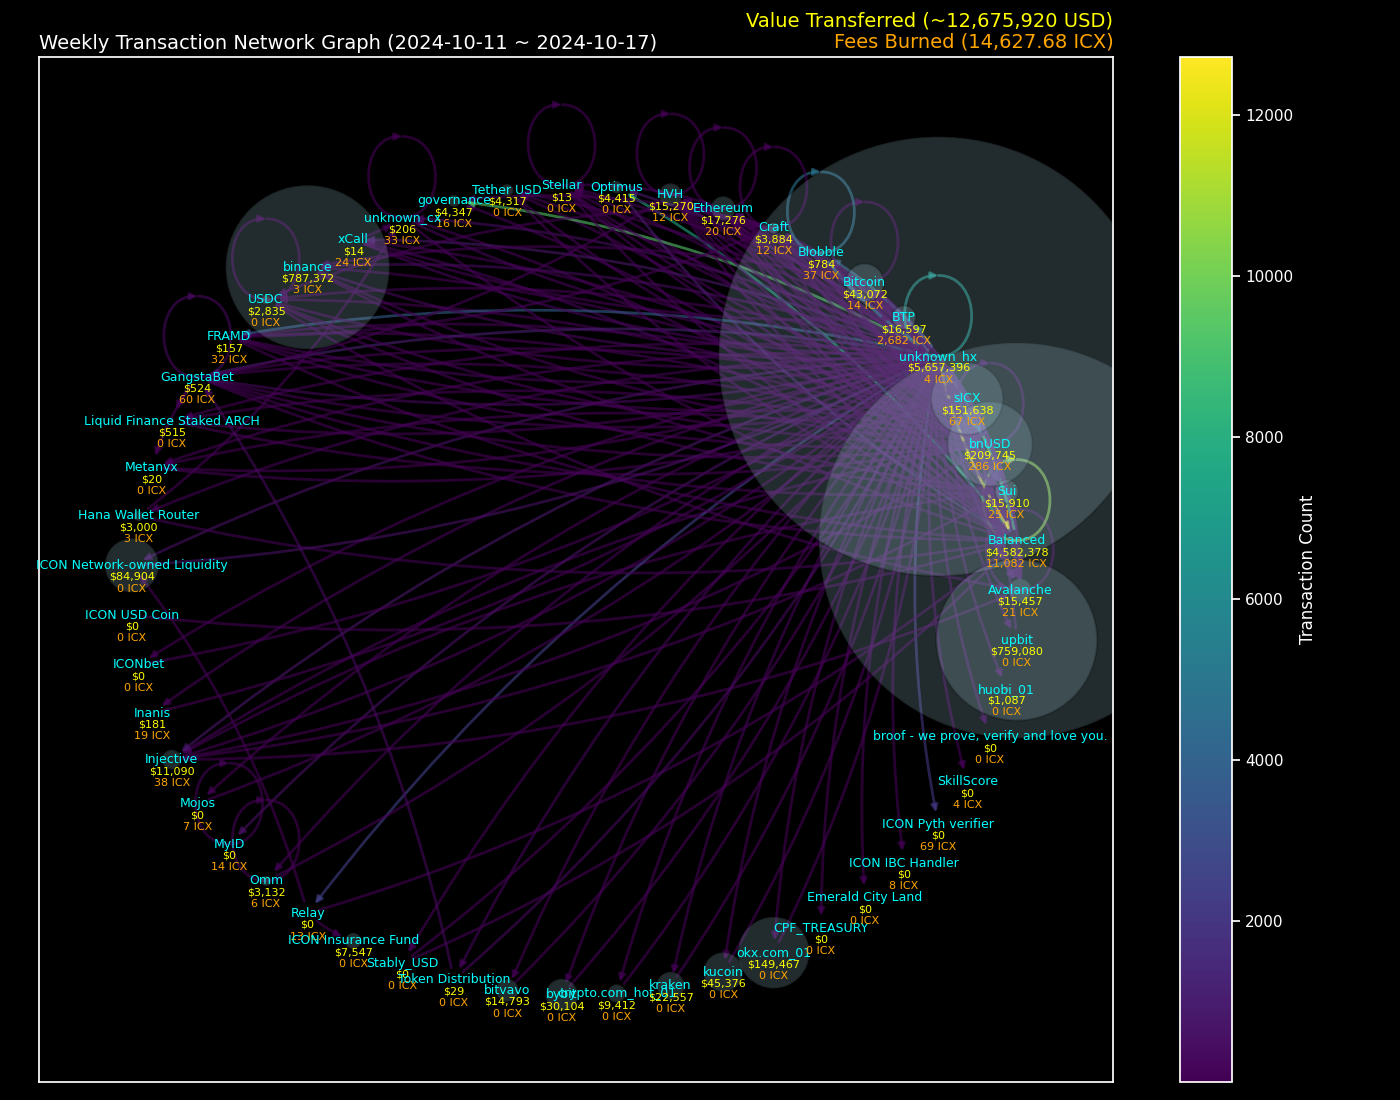 Value Transferred (~12,675,920 USD)
Weekly Transaction Network Graph (2024-10-11 ~ 2024-10-17)
Fees Burned (14,627.68 ICX)
Stellar
$13
0 ICX
Tether USD
$4,317
0 ICX
Optimus
$4,415
0 ICX
governance
$4,347
16 ICX
HVH
$15,270
12 ICX
Ethereum
$17,276
20 ICX
unknown_cx
$206
33 ICX
Craft
$3,884
12 ICX
xCall
$14
24 ICX
Blobble
$784
37 ICX
binance
$787,372
3 ICX
Bitcoin
$43,072
14 ICX
USDC
$2,835
0 ICX
BTP
$16,597
2,682 ICX
FRAMD
$157
32 ICX
unknown_hx
$5,657,396
4 ICX
GangstaBet
$524
60 ICX
sICX
$151,638
67 ICX
Liquid Finance Staked ARCH
$515
0 ICX
bnUSD
$209,745
286 ICX
Metanyx
$20
0 ICX
Sui
$15,910
25 ICX
Hana Wallet Router
$3,000
3 ICX
Balanced
$4,582,378
11,082 ICX
ICON Network-owned Liquidity
$84,904
0 ICX
Avalanche
$15,457
21 ICX
ICON USD Coin
$0
0 ICX
upbit
$759,080
0 ICX
ICONbet
$0
0 ICX
huobi_01
$1,087
0 ICX
Inanis
$181
19 ICX
broof - we prove, verify and love you.
$0
0 ICX
Injective
$11,090
38 ICX
SkillScore
$0
4 ICX
Mojos
$0
7 ICX
ICON Pyth verifier
$0
69 ICX
MyID
$0
14 ICX
ICON IBC Handler
$0
8 ICX
Omm
$3,132
6 ICX
Emerald City Land
$0
0 ICX
Relay
$0
13 ICX
CPF_TREASURY
$0
0 ICX
ICON Insurance Fund
$7,547
0 ICX
okx.com_01
$149,467
0 ICX
Stably_USD
$0
0 ICX
kucoin
$45,376
0 ICX
Token Distribution
$29
0 ICX
kraken
$22,557
0 ICX
bitvavo
$14,793
0 ICX
bybit
$30,104
0 ICX
crypto.com_hot_01
$9,412
0 ICX
12000
10000
8000
6000
4000
2000
Transaction Count